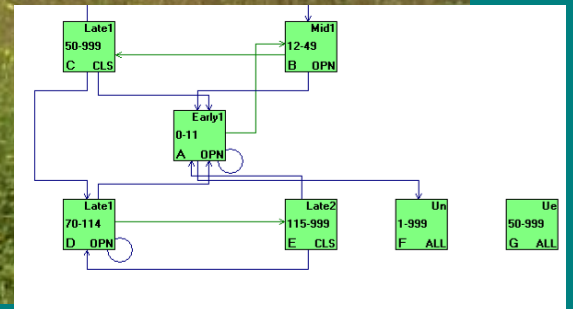 Late1
50-999
C CLS
Mid1
12-49
B OPN
Early1
0-11
A OPN
Late1
70-114
D OPN
Late2
115-999
E CLS
Un
1-999
F ALL
Ue
50-999
G ALL